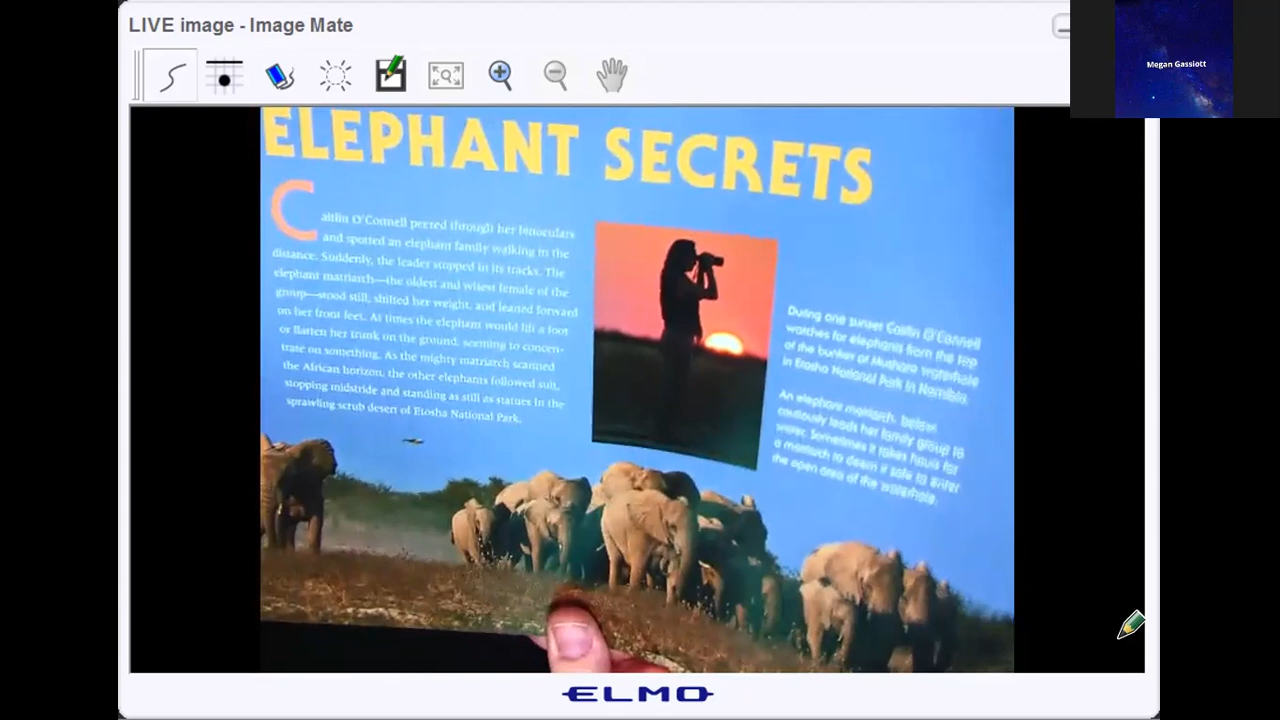 LIVE image - Image Mate
Megan Gassiott
ELEPHANT SECRETS
Caitlin O'Connell peered through her binoculars
and spotted an elephant family walking in the
distance. Suddenly, the leader stopped in its tracks. The
elephant matriarch—the oldest and wisest female of the
group—stood still, shifted her weight, and leaned forward
on her front feet. At times the elephant would lift a foot
or flatten her trunk on the ground, seeming to concen-
trate on something. As the mighty matriarch scanned
the African horizon, the other elephants followed suit,
stopping midstride and standing as still as statues in the
sprawling scrub desert of Etosha National Park.
During one sunset Caitlin O'Connell
watches for elephants from the top
of the bunker at Mushara waterhole
in Etosha National Park in Namibia.
An elephant matriarch, below,
cautiously leads her family group to
water. Sometimes it takes hours for
a matriarch to deem it safe to enter
the open area of the waterhole.
ELMO